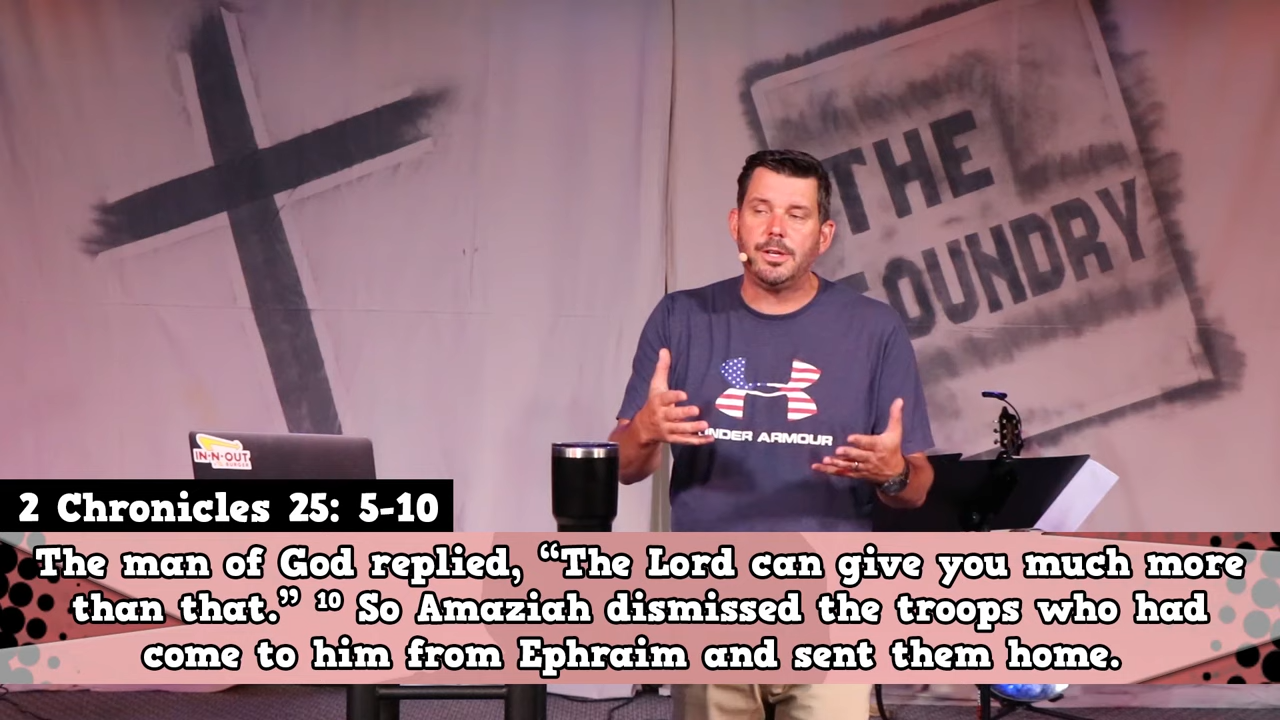 THE
FOUNDRY
UNDER ARMOUR
IN-N-OUT
BURGER
2 Chronicles 25: 5-10
The man of God replied, “The Lord can give you much more
than that.” ¹⁰ So Amaziah dismissed the troops who had
come to him from Ephraim and sent them home.